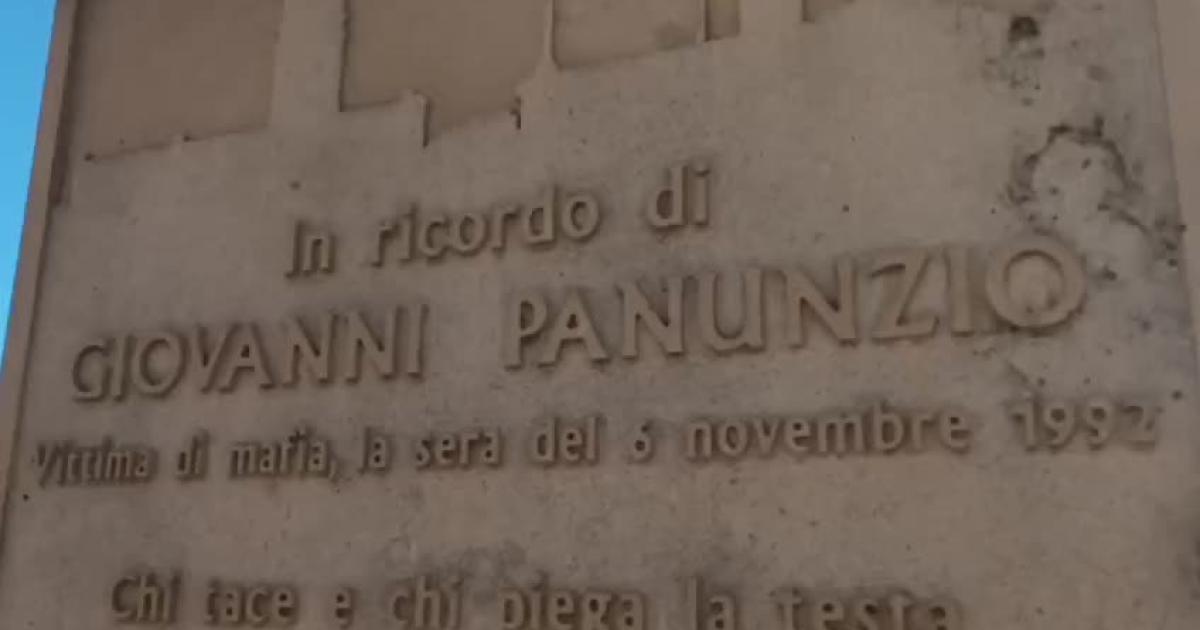 In ricordo di
GIOVANNI PANUNZIO
Vittima di mafia, la sera del 6 novembre 1992
Chi tace e chi piega la testa